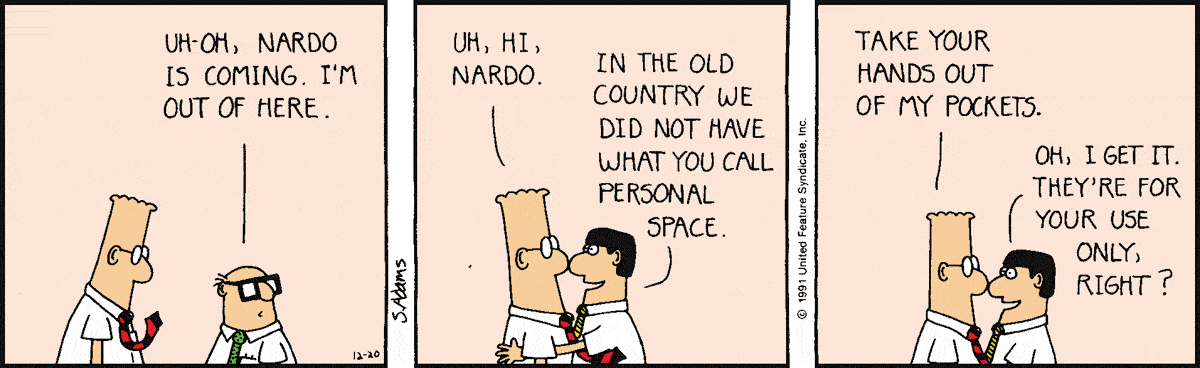 UH-OH, NARDO
IS COMING. I'M
OUT OF HERE.
12-20
S.Adams
UH, HI,
NARDO.
IN THE OLD
COUNTRY WE
DID NOT HAVE
WHAT YOU CALL
PERSONAL
SPACE.
© 1991 United Feature Syndicate, Inc.
TAKE YOUR
HANDS OUT
OF MY POCKETS.
OH, I GET IT.
THEY'RE FOR
YOUR USE
ONLY,
RIGHT?